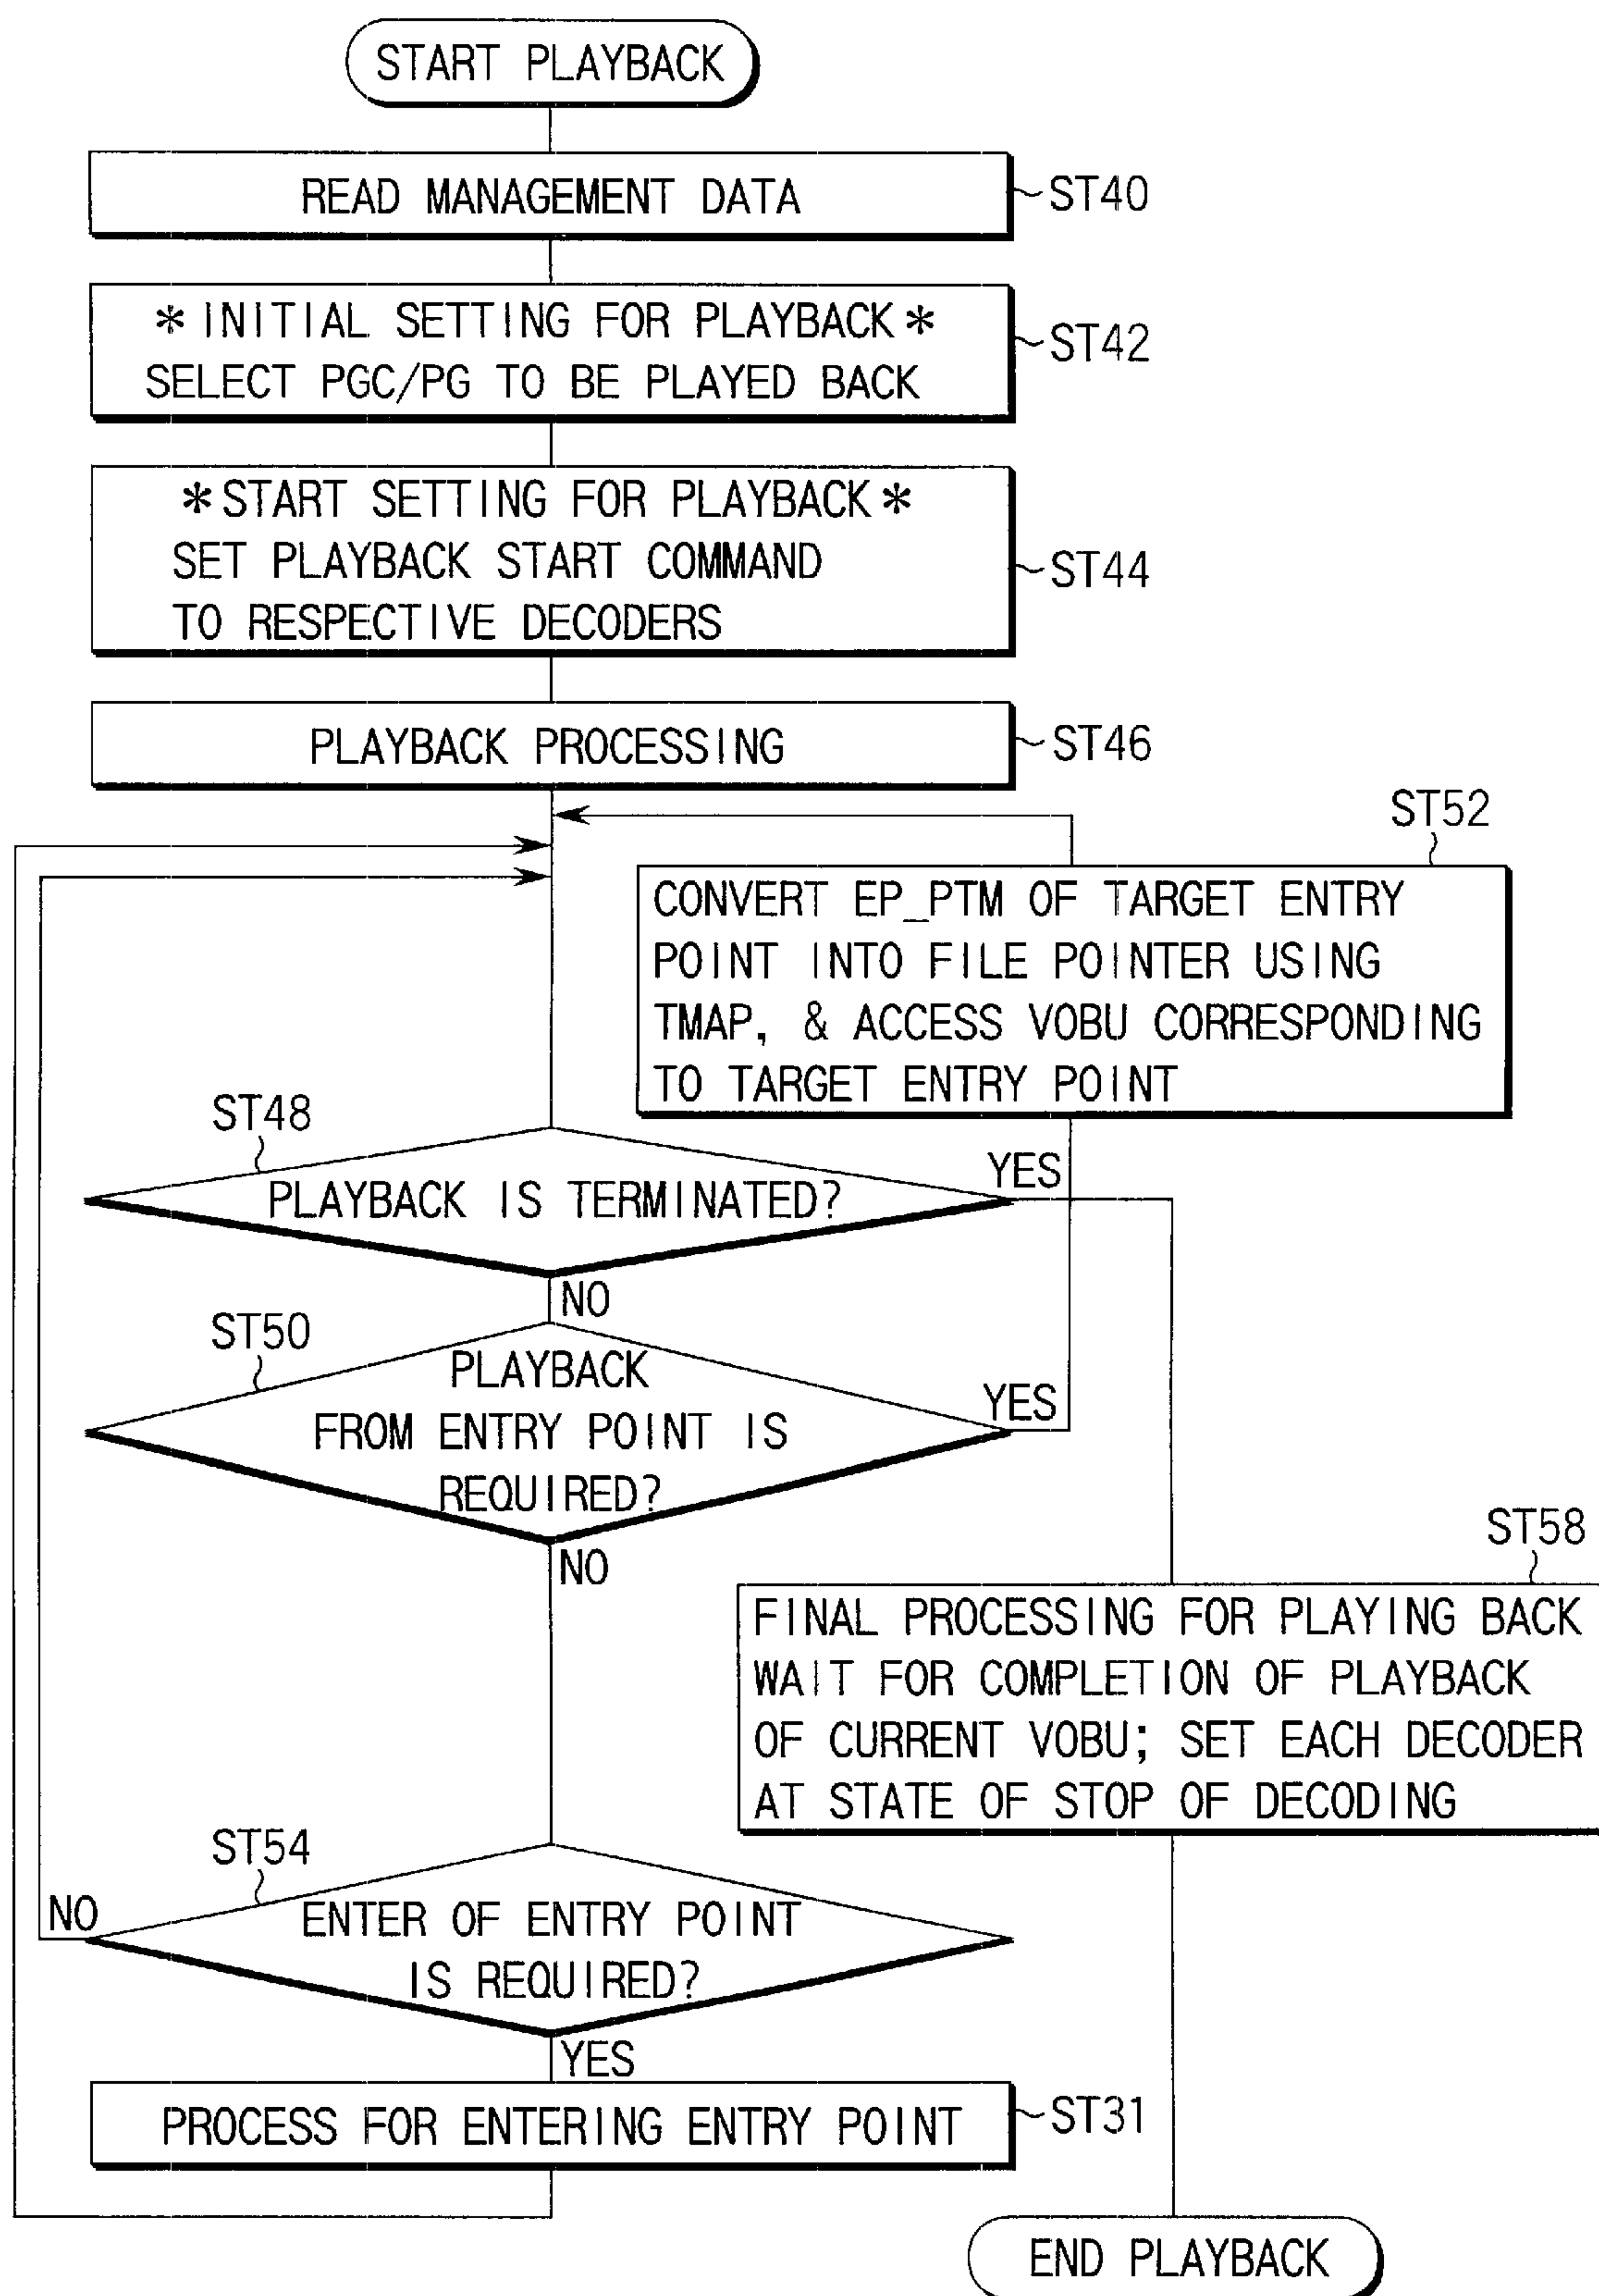 START PLAYBACK
READ MANAGEMENT DATA
ST40
* INITIAL SETTING FOR PLAYBACK *
SELECT PGC/PG TO BE PLAYED BACK
ST42
* START SETTING FOR PLAYBACK *
SET PLAYBACK START COMMAND
TO RESPECTIVE DECODERS
ST44
PLAYBACK PROCESSING
ST46
ST52
CONVERT EP_PTM OF TARGET ENTRY
POINT INTO FILE POINTER USING
TMAP, & ACCESS VOBU CORRESPONDING
TO TARGET ENTRY POINT
ST48
PLAYBACK IS TERMINATED?
YES
NO
ST50
PLAYBACK
FROM ENTRY POINT IS
REQUIRED?
YES
NO
ST58
FINAL PROCESSING FOR PLAYING BACK
WAIT FOR COMPLETION OF PLAYBACK
OF CURRENT VOBU; SET EACH DECODER
AT STATE OF STOP OF DECODING
ST54
NO
ENTER OF ENTRY POINT
IS REQUIRED?
YES
PROCESS FOR ENTERING ENTRY POINT
ST31
END PLAYBACK